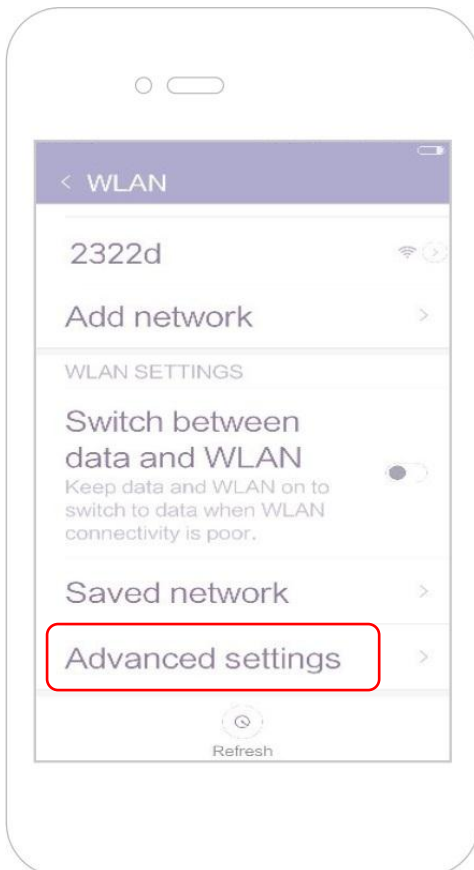 < WLAN
2322d
Add network
WLAN SETTINGS
Switch between
data and WLAN
Keep data and WLAN on to
switch to data when WLAN
connectivity is poor.
Saved network
Advanced settings
Refresh